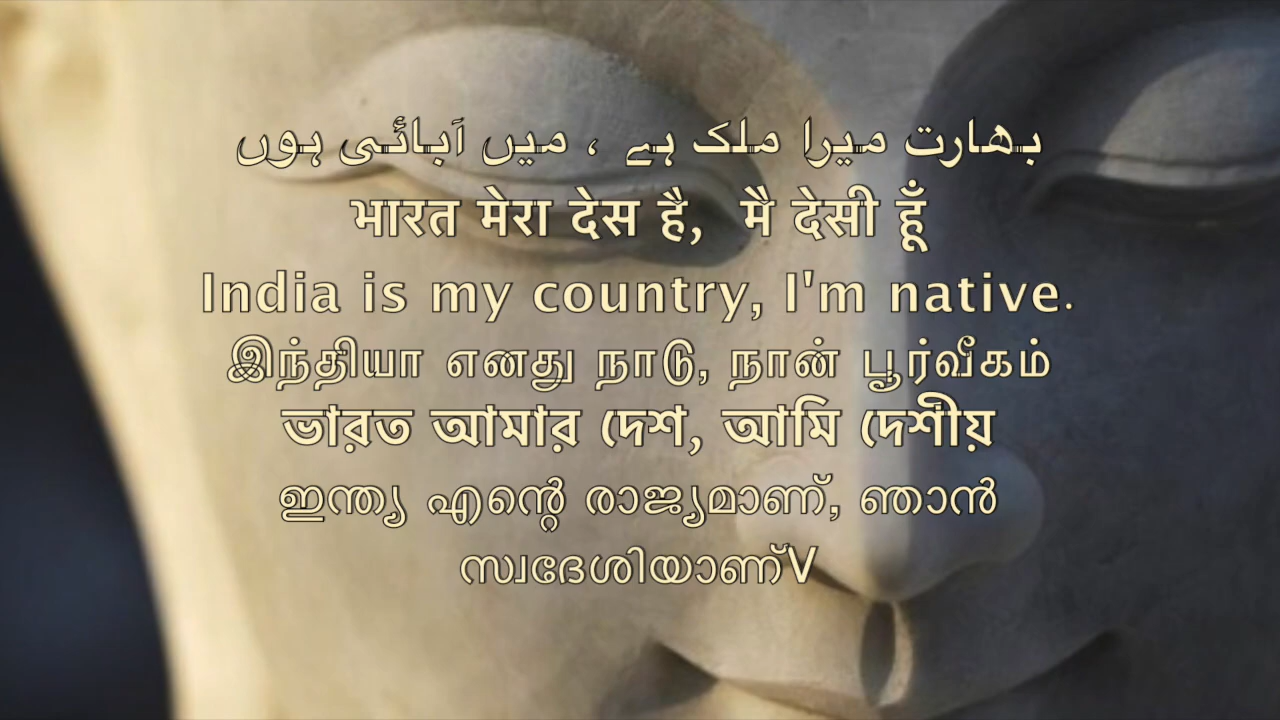 بھارت میرا ملک ہے ، میں آبائی ہوں
भारत मेरा देस है, मै देसी हूँ
India is my country, I'm native.
இந்தியா எனது நாடு, நான் பூர்வீகம்
ভারত আমার দেশ, আমি দেশীয়
ഇന്ത്യ എന്റെ രാജ്യമാണ്, ഞാൻ
സ്വദേശിയാണ്V